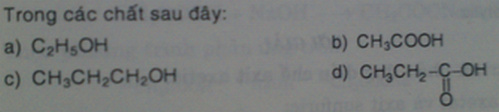 Trong các chất sau đây:
a) C₂H₅OH b) CH₃COOH
c) CH₃CH₂CH₂OH d) CH₃CH₂-C-OH
O